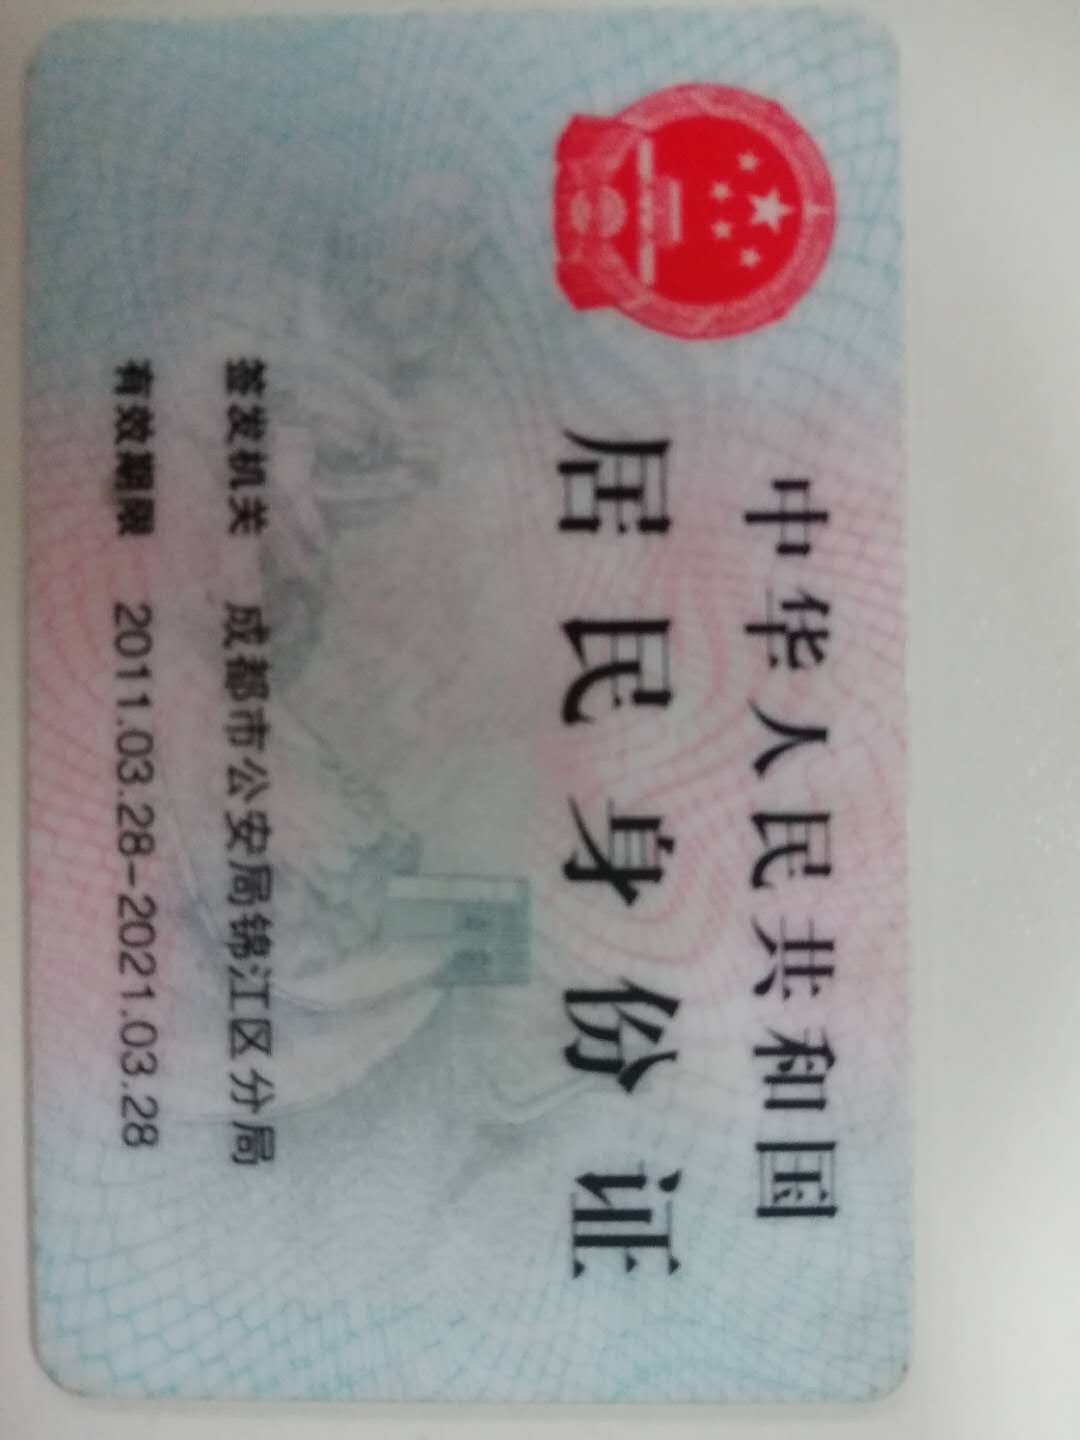 中华人民共和国
居民身份证
签发机关 成都市公安局锦江区分局
有效期限 2011.03.28-2021.03.28